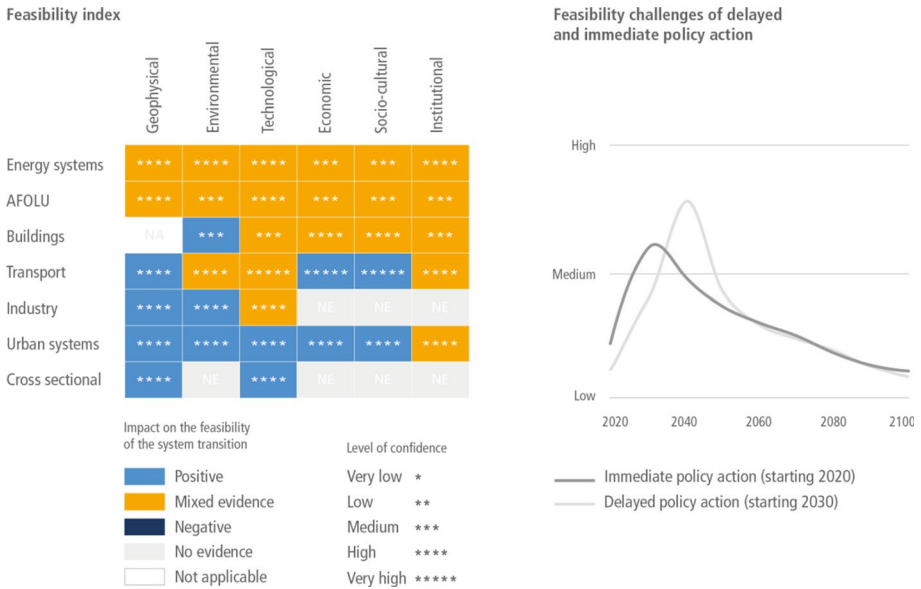 Feasibility index
Geophysical
Environmental
Technological
Economic
Socio-cultural
Institutional
Energy systems **** **** **** *** *** ****
AFOLU **** *** **** *** *** ***
Buildings NA *** *** **** **** ***
Transport **** **** ***** ***** ***** ****
Industry **** **** **** NE NE NE
Urban systems **** **** **** **** **** ****
Cross sectional **** NE **** NE NE NE
Impact on the feasibility
of the system transition
Positive
Mixed evidence
Negative
No evidence
Not applicable
Level of confidence
Very low *
Low **
Medium ***
High ****
Very high *****
Feasibility challenges of delayed
and immediate policy action
High
Medium
Low
2020 2040 2060 2080 2100
Immediate policy action (starting 2020)
Delayed policy action (starting 2030)